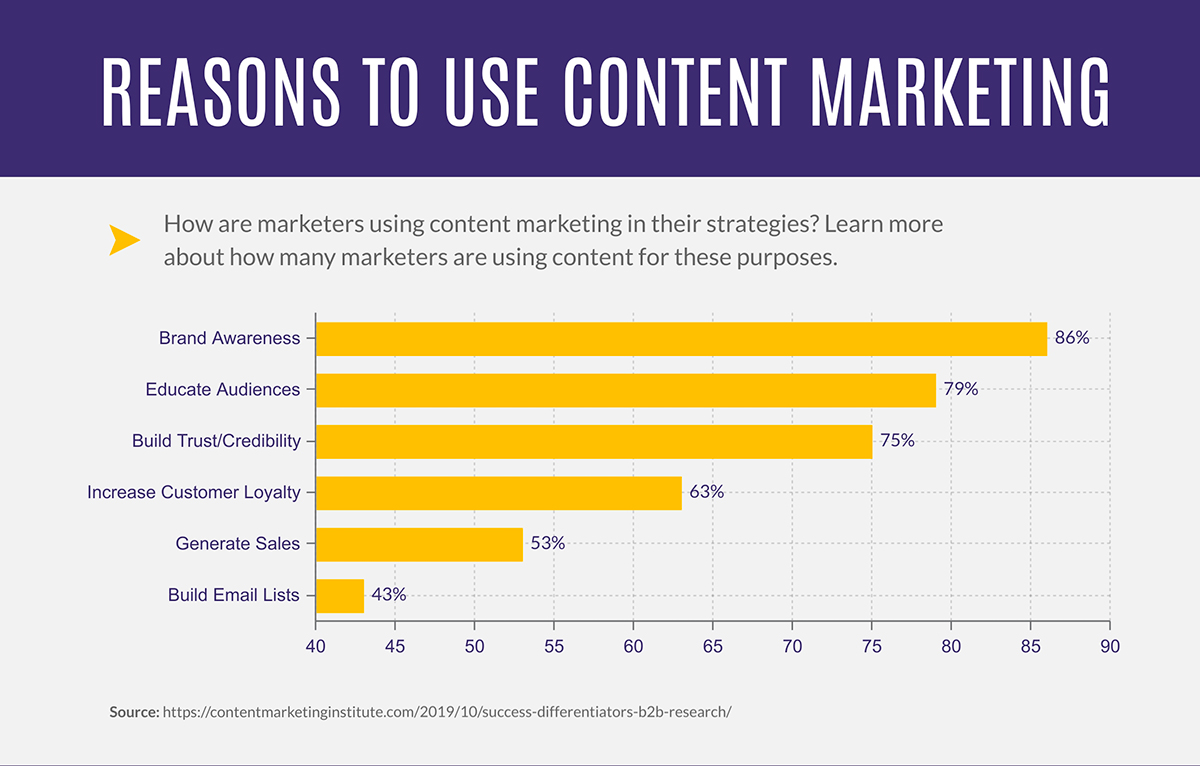 REASONS TO USE CONTENT MARKETING
How are marketers using content marketing in their strategies? Learn more
about how many marketers are using content for these purposes.
Brand Awareness 86%
Educate Audiences 79%
Build Trust/Credibility 75%
Increase Customer Loyalty 63%
Generate Sales 53%
Build Email Lists 43%
40 45 50 55 60 65 70 75 80 85 90
Source: https://contentmarketinginstitute.com/2019/10/success-differentiators-b2b-research/